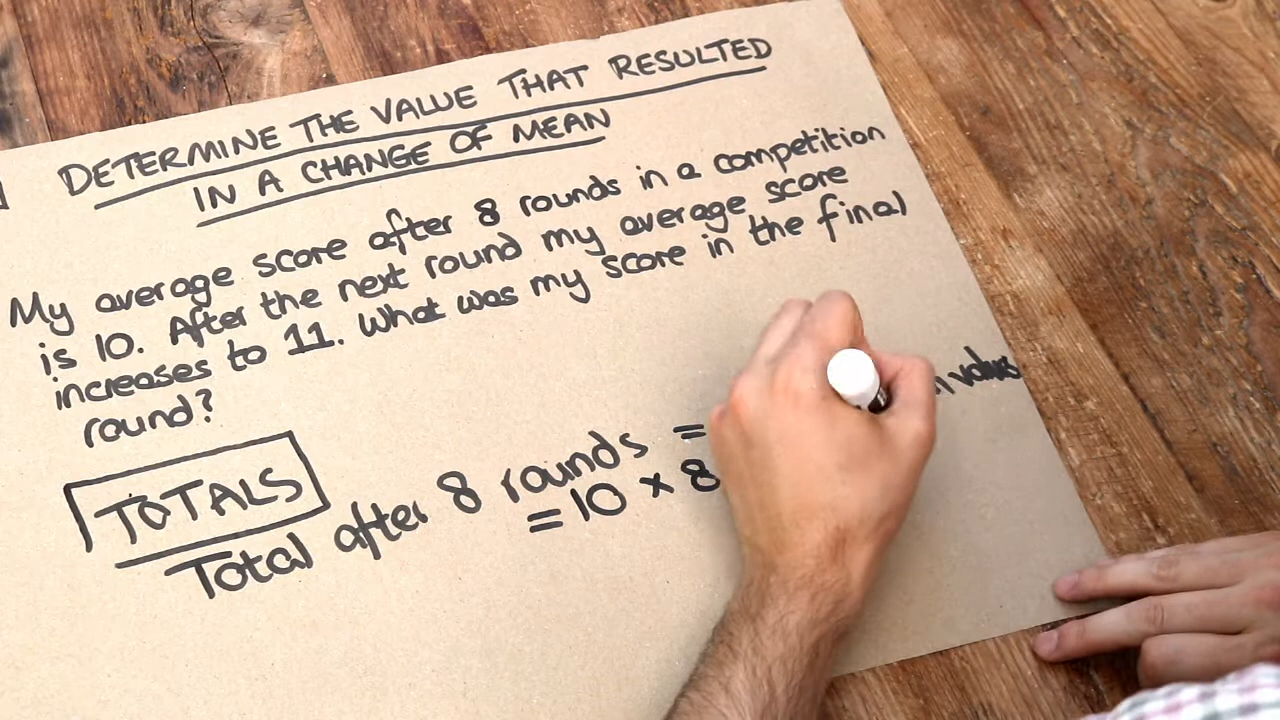 DETERMINE THE VALUE THAT RESULTED
IN A CHANGE OF MEAN
My average score after 8 rounds in a competition
is 10. After the next round my average score
increases to 11. What was my score in the final
round?
TOTALS
Total after 8 rounds =
= 10 × 8